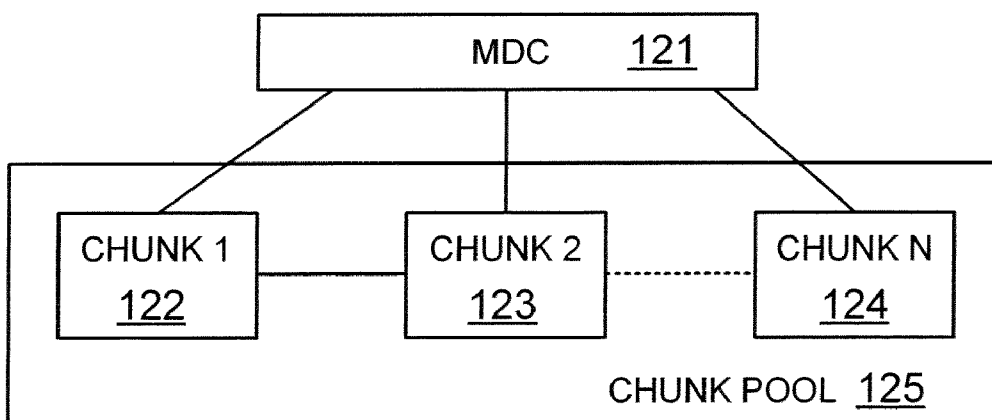 MDC 121
CHUNK 1
122
CHUNK 2
123
CHUNK N
124
CHUNK POOL 125